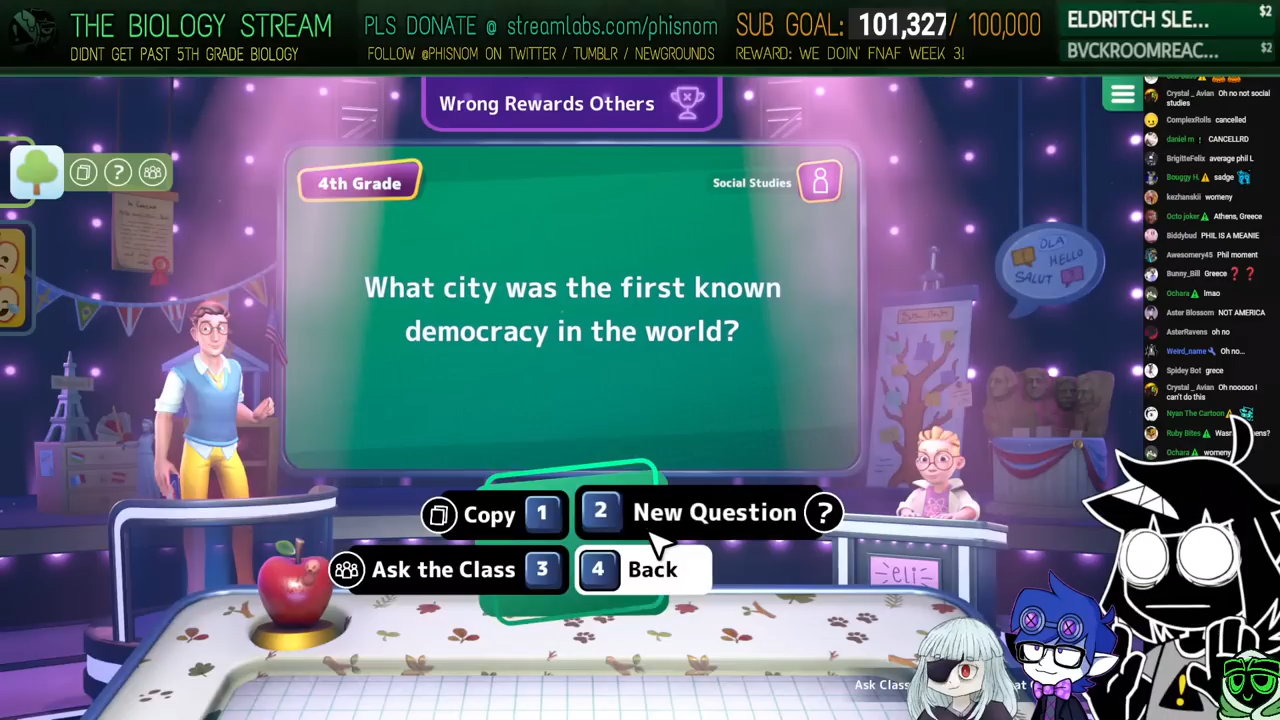 THE BIOLOGY STREAM
DIDNT GET PAST 5TH GRADE BIOLOGY
PLS DONATE @ streamlabs.com/phisnom
FOLLOW @PHISNOM ON TWITTER / TUMBLR / NEWGROUNDS
SUB GOAL: 101,327/ 100,000
REWARD: WE DOIN' FNAF WEEK 3!
ELDRITCH SLE... $2
BVCKROOMREAC... $2
Wrong Rewards Others
4th Grade
Social Studies
What city was the first known
democracy in the world?
OLA
HELLO
SALUT
Copy 1
2 New Question ?
Ask the Class 3
4 Back
eli
Ask Class
Crystal _ Avian Oh no not social
studies
ComplexRolls cancelled
daniel m CANCELLRD
BrigitteFelix average phil L
Bouggy H. sadge
kezhanskii womeny
Octo joker Athens, Greece
Biddybud PHIL IS A MEANIE
Awesomery45 Phil moment
Bunny_Bill Greece ❓ ❓
Ochara lmao
Aster Blossom NOT AMERICA
AsterRavens oh no
Weird_name Oh no...
Spidey Bot grece
Crystal _ Avian Oh nooooo I
can't do this
Nyan The Cartoon
Ruby Bites
Ochara womeny